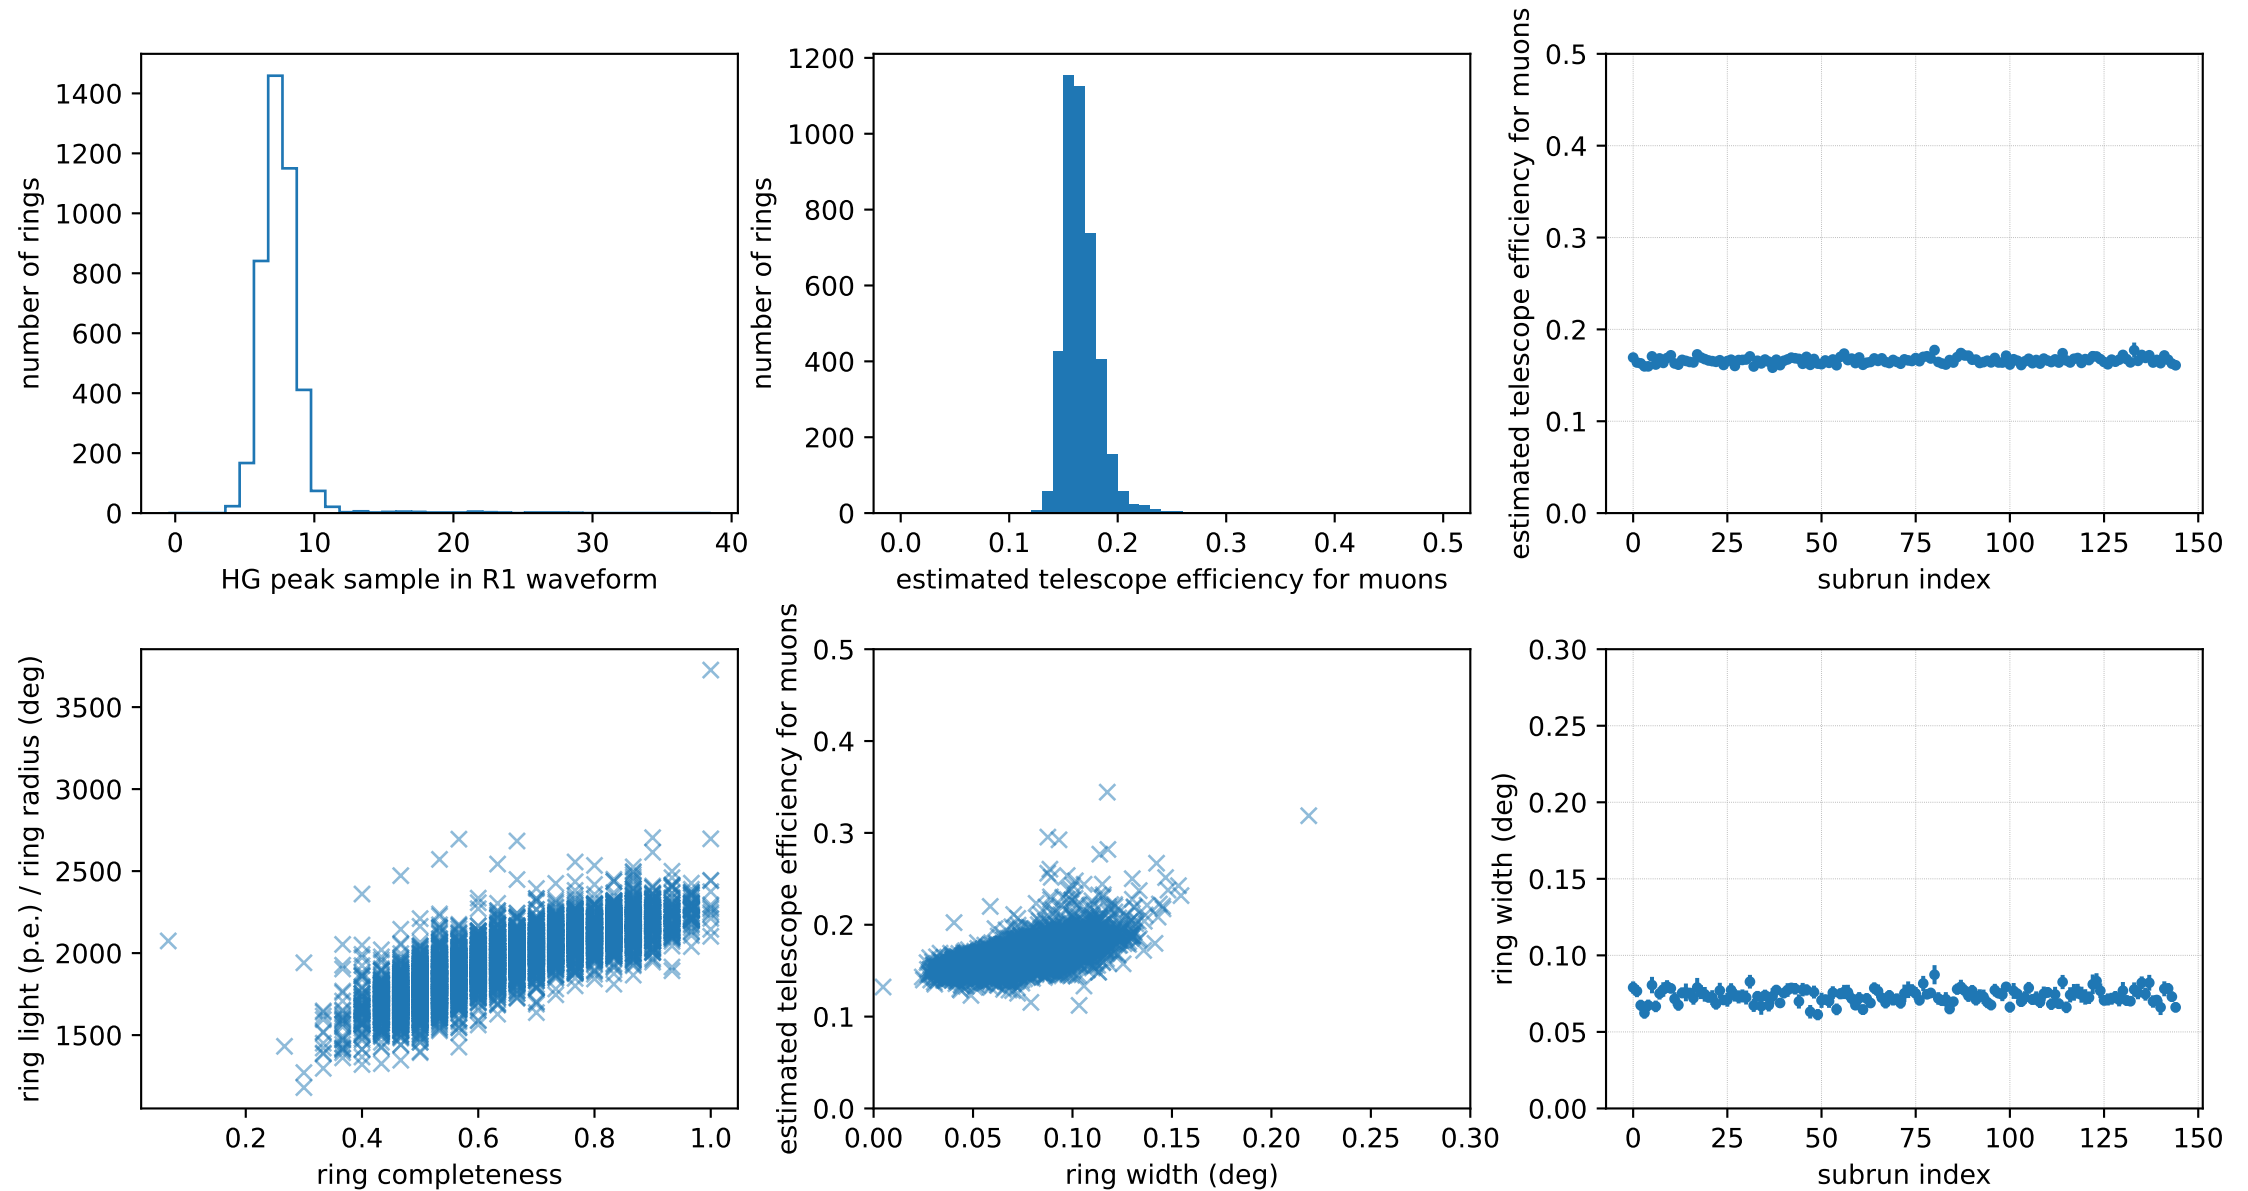 number of rings
1400
1200
1000
800
600
400
200
0
0 10 20 30 40
HG peak sample in R1 waveform
number of rings
1200
1000
800
600
400
200
0
0.0 0.1 0.2 0.3 0.4 0.5
estimated telescope efficiency for muons
estimated telescope efficiency for muons
0.5
0.4
0.3
0.2
0.1
0.0
0 25 50 75 100 125 150
subrun index
ring light (p.e.) / ring radius (deg)
3500
3000
2500
2000
1500
0.2 0.4 0.6 0.8 1.0
ring completeness
estimated telescope efficiency for muons
0.5
0.4
0.3
0.2
0.1
0.0
0.00 0.05 0.10 0.15 0.20 0.25 0.30
ring width (deg)
ring width (deg)
0.30
0.25
0.20
0.15
0.10
0.05
0.00
0 25 50 75 100 125 150
subrun index